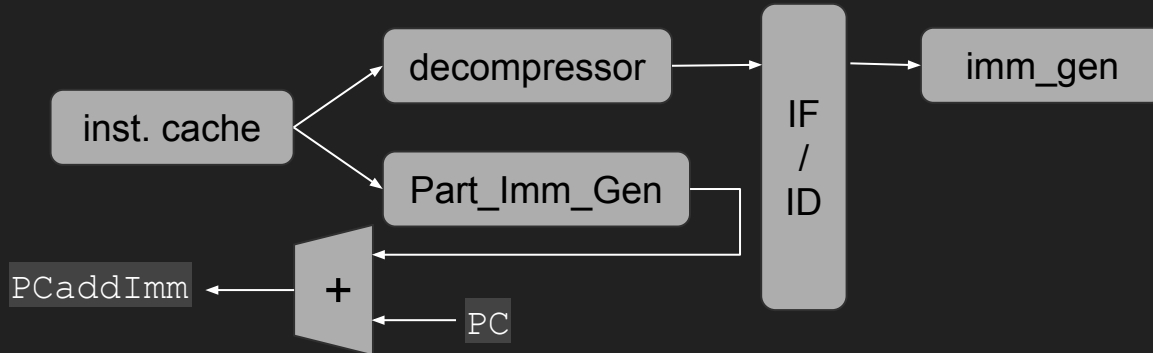 decompressor
imm_gen
inst. cache
IF
/
ID
Part_Imm_Gen
+
PCaddImm
PC